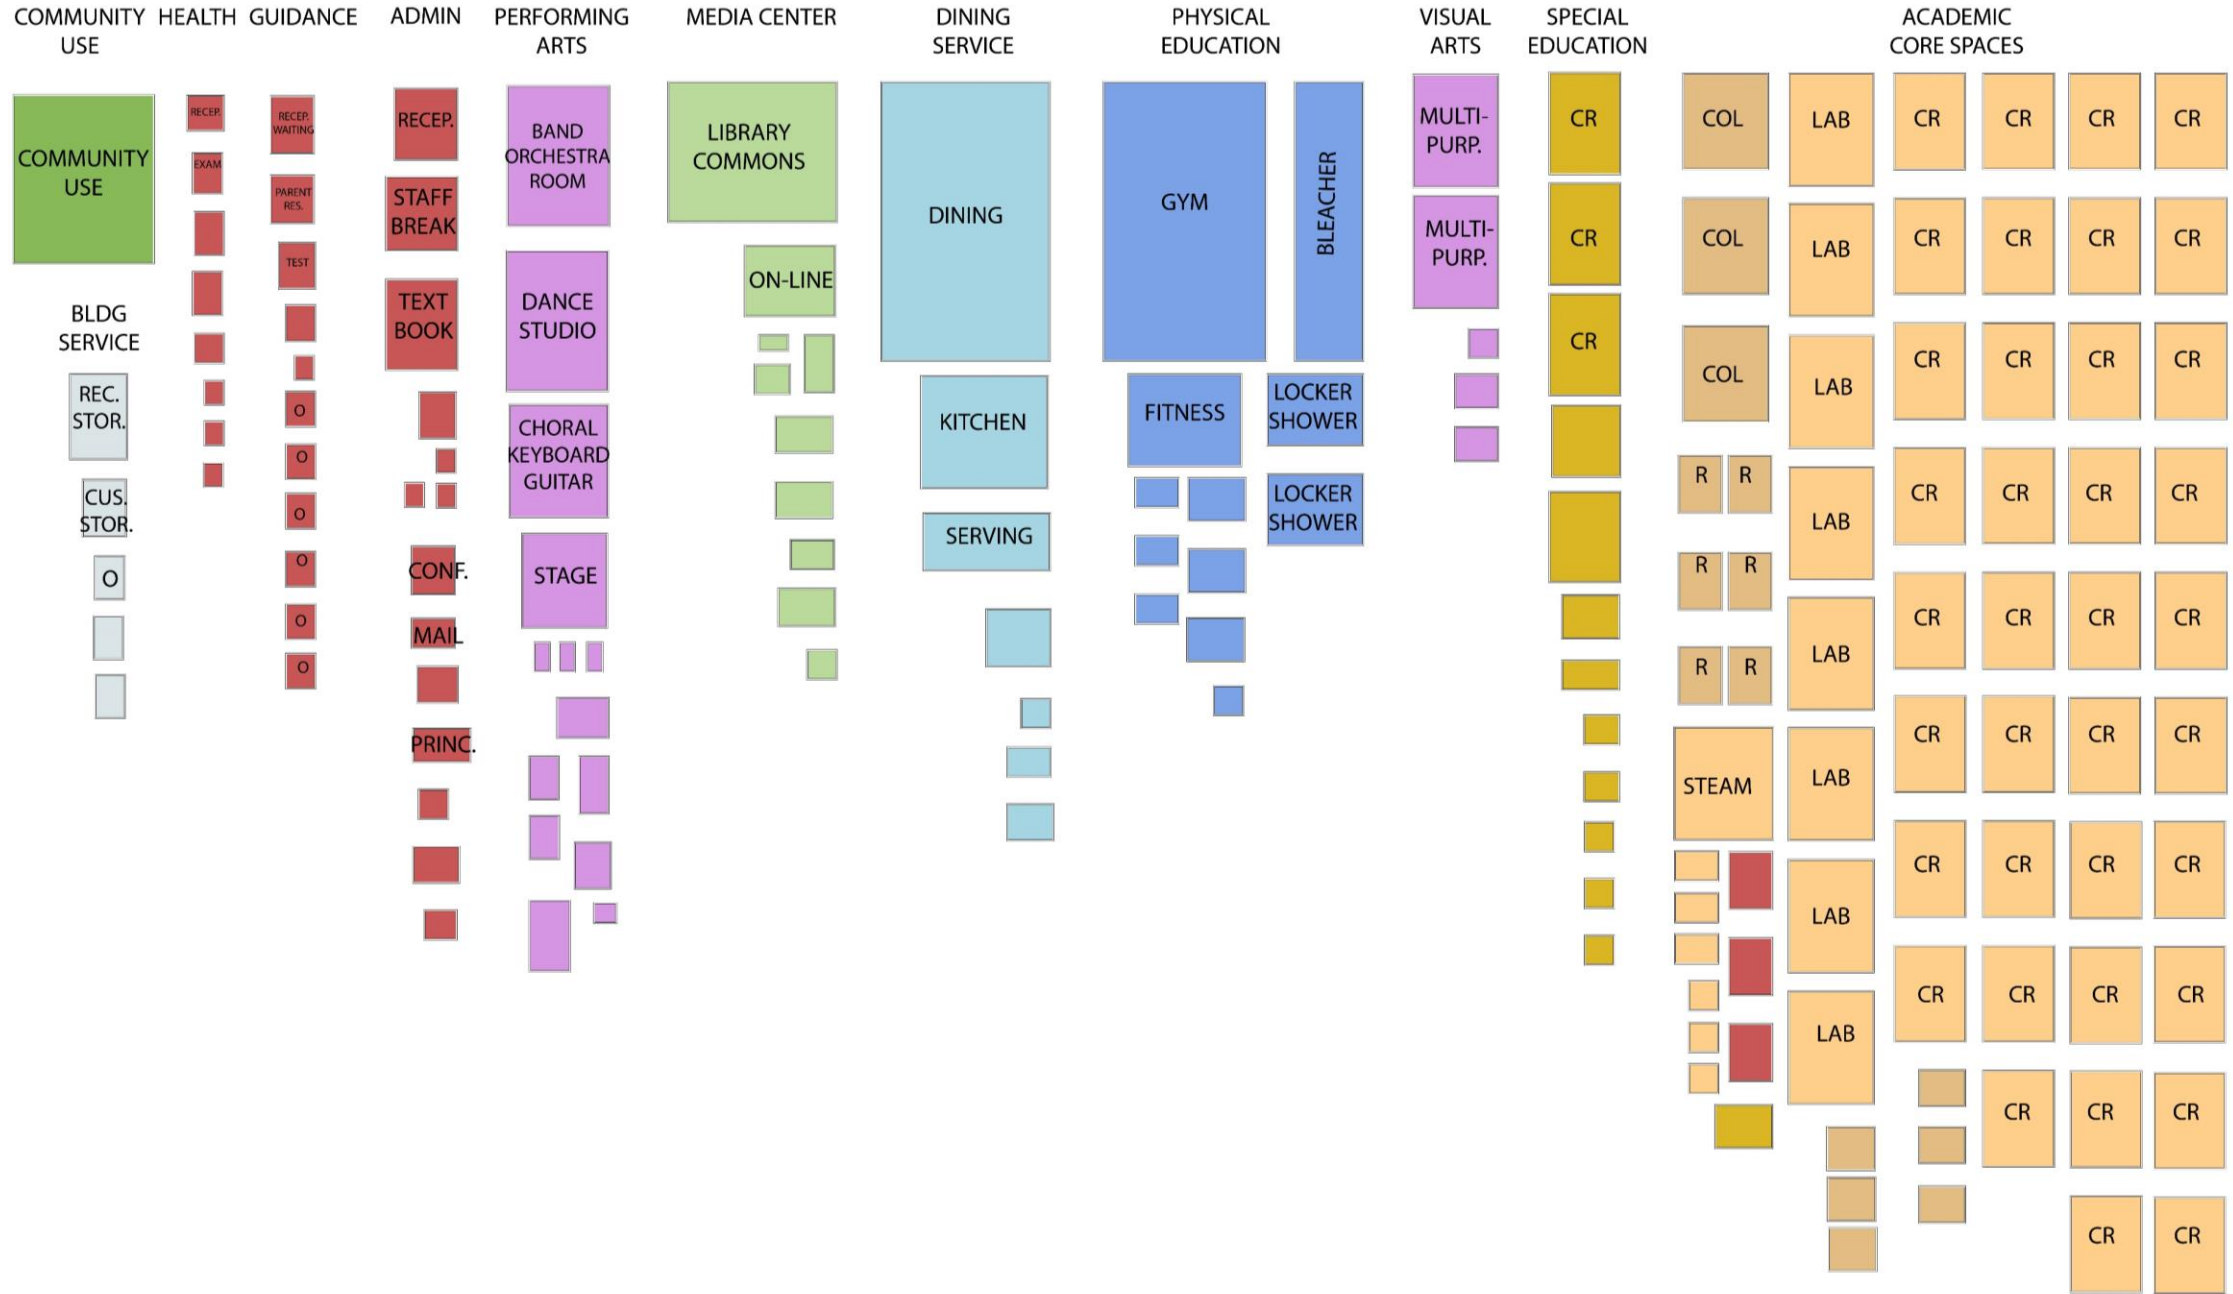 COMMUNITY
USE
HEALTH
GUIDANCE
ADMIN
PERFORMING
ARTS
MEDIA CENTER
DINING
SERVICE
PHYSICAL
EDUCATION
VISUAL
ARTS
SPECIAL
EDUCATION
ACADEMIC
CORE SPACES
COMMUNITY
USE
BLDG
SERVICE
REC.
STOR.
CUS.
STOR.
O
RECEP.
EXAM
RECEP.
WAITING
PARENT
RES.
TEST
O
O
O
O
O
O
RECEP.
STAFF
BREAK
TEXT
BOOK
CONF.
MAIL
PRINC.
BAND
ORCHESTRA
ROOM
DANCE
STUDIO
CHORAL
KEYBOARD
GUITAR
STAGE
LIBRARY
COMMONS
ON-LINE
DINING
KITCHEN
SERVING
GYM
BLEACHER
FITNESS
LOCKER
SHOWER
LOCKER
SHOWER
MULTI-
PURP.
MULTI-
PURP.
CR
CR
CR
COL
COL
COL
R R
R R
R R
STEAM
LAB
LAB
LAB
LAB
LAB
LAB
LAB
LAB
CR CR CR CR
CR CR CR CR
CR CR CR CR
CR CR CR CR
CR CR CR CR
CR CR CR CR
CR CR CR CR
CR CR CR CR
CR CR CR
CR CR